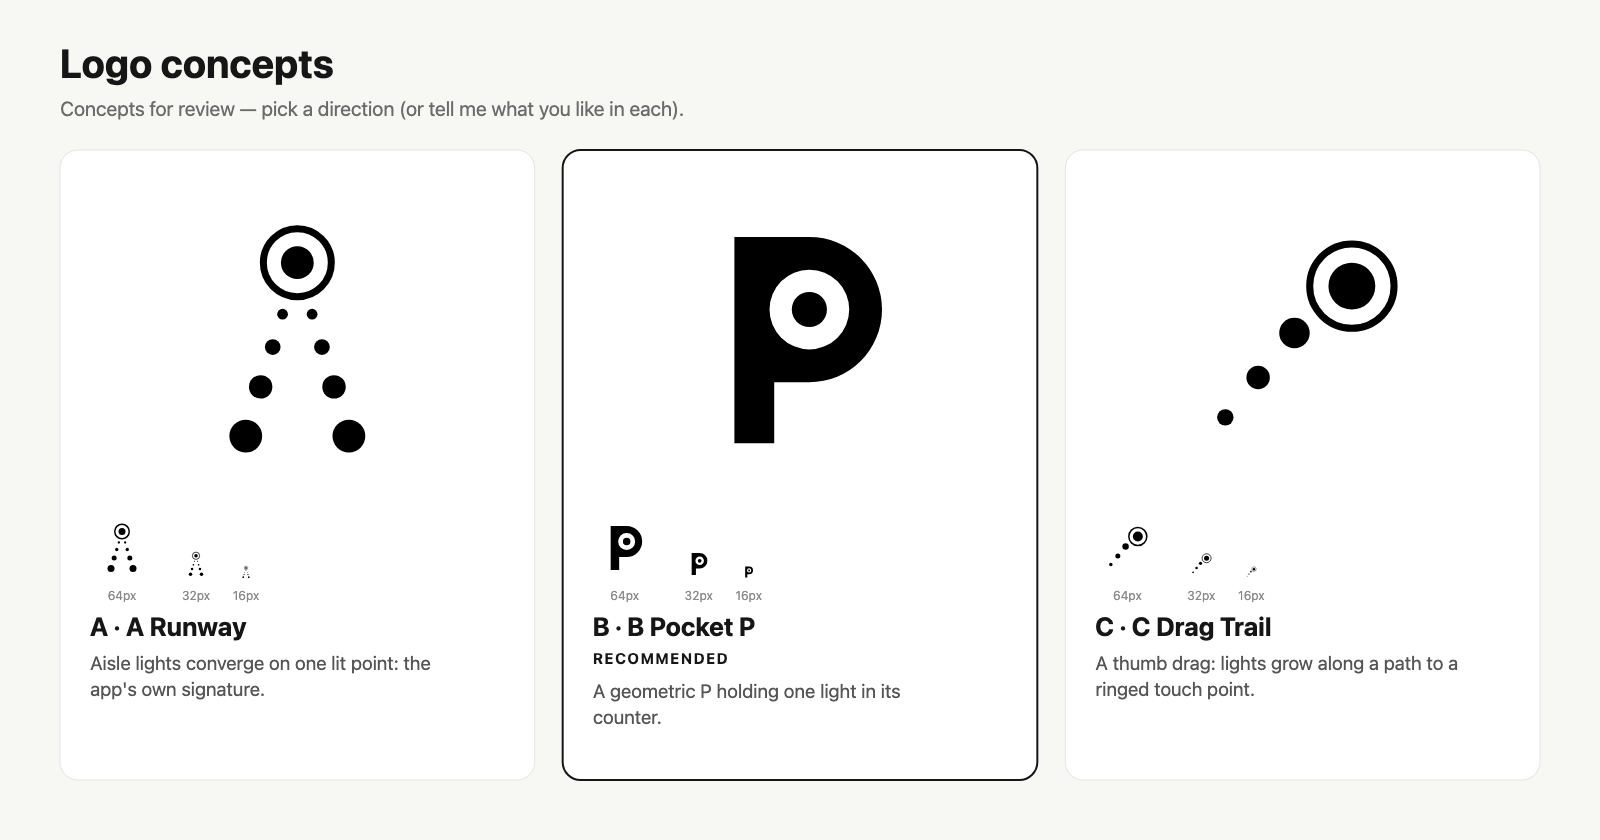 Logo concepts
Concepts for review — pick a direction (or tell me what you like in each).
64px 32px 16px
A · A Runway
Aisle lights converge on one lit point: the
app's own signature.
P
P P P
64px 32px 16px
B · B Pocket P
RECOMMENDED
A geometric P holding one light in its
counter.
64px 32px 16px
C · C Drag Trail
A thumb drag: lights grow along a path to a
ringed touch point.